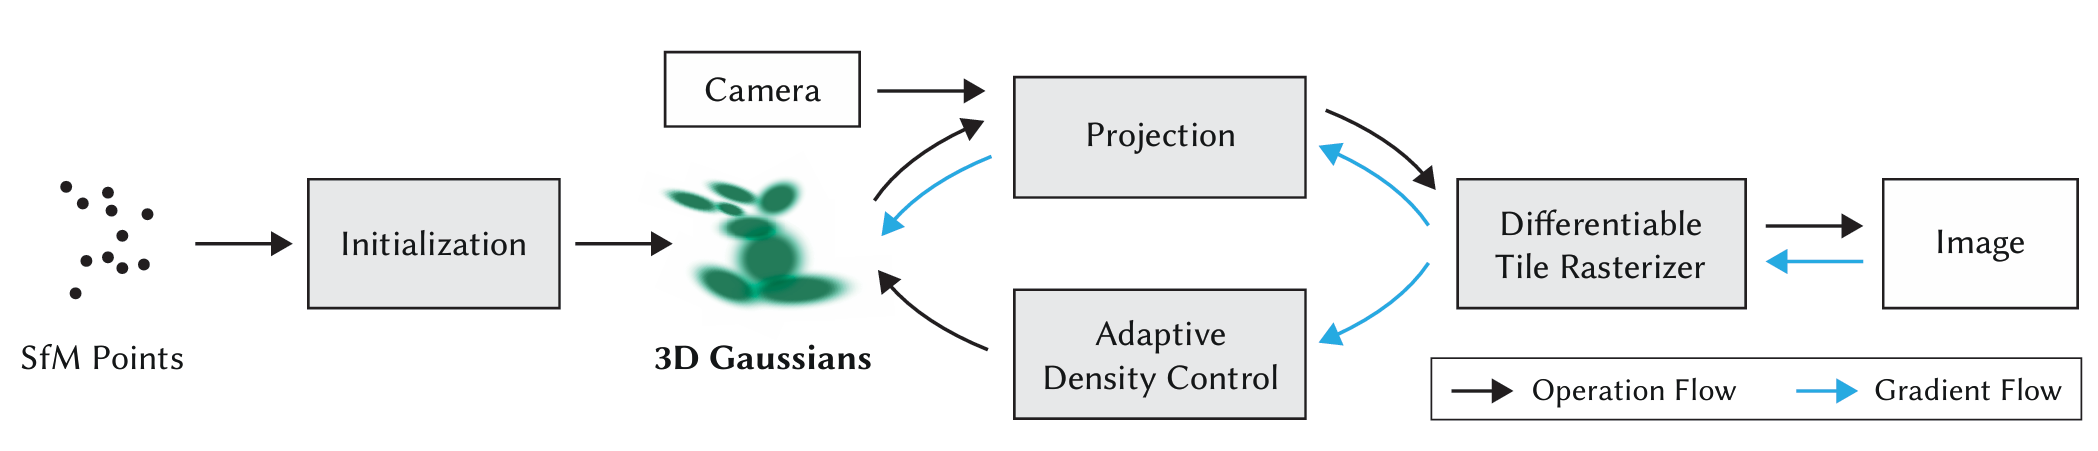 Camera
Projection
Initialization
Differentiable
Tile Rasterizer
Image
SfM Points
3D Gaussians
Adaptive
Density Control
Operation Flow
Gradient Flow